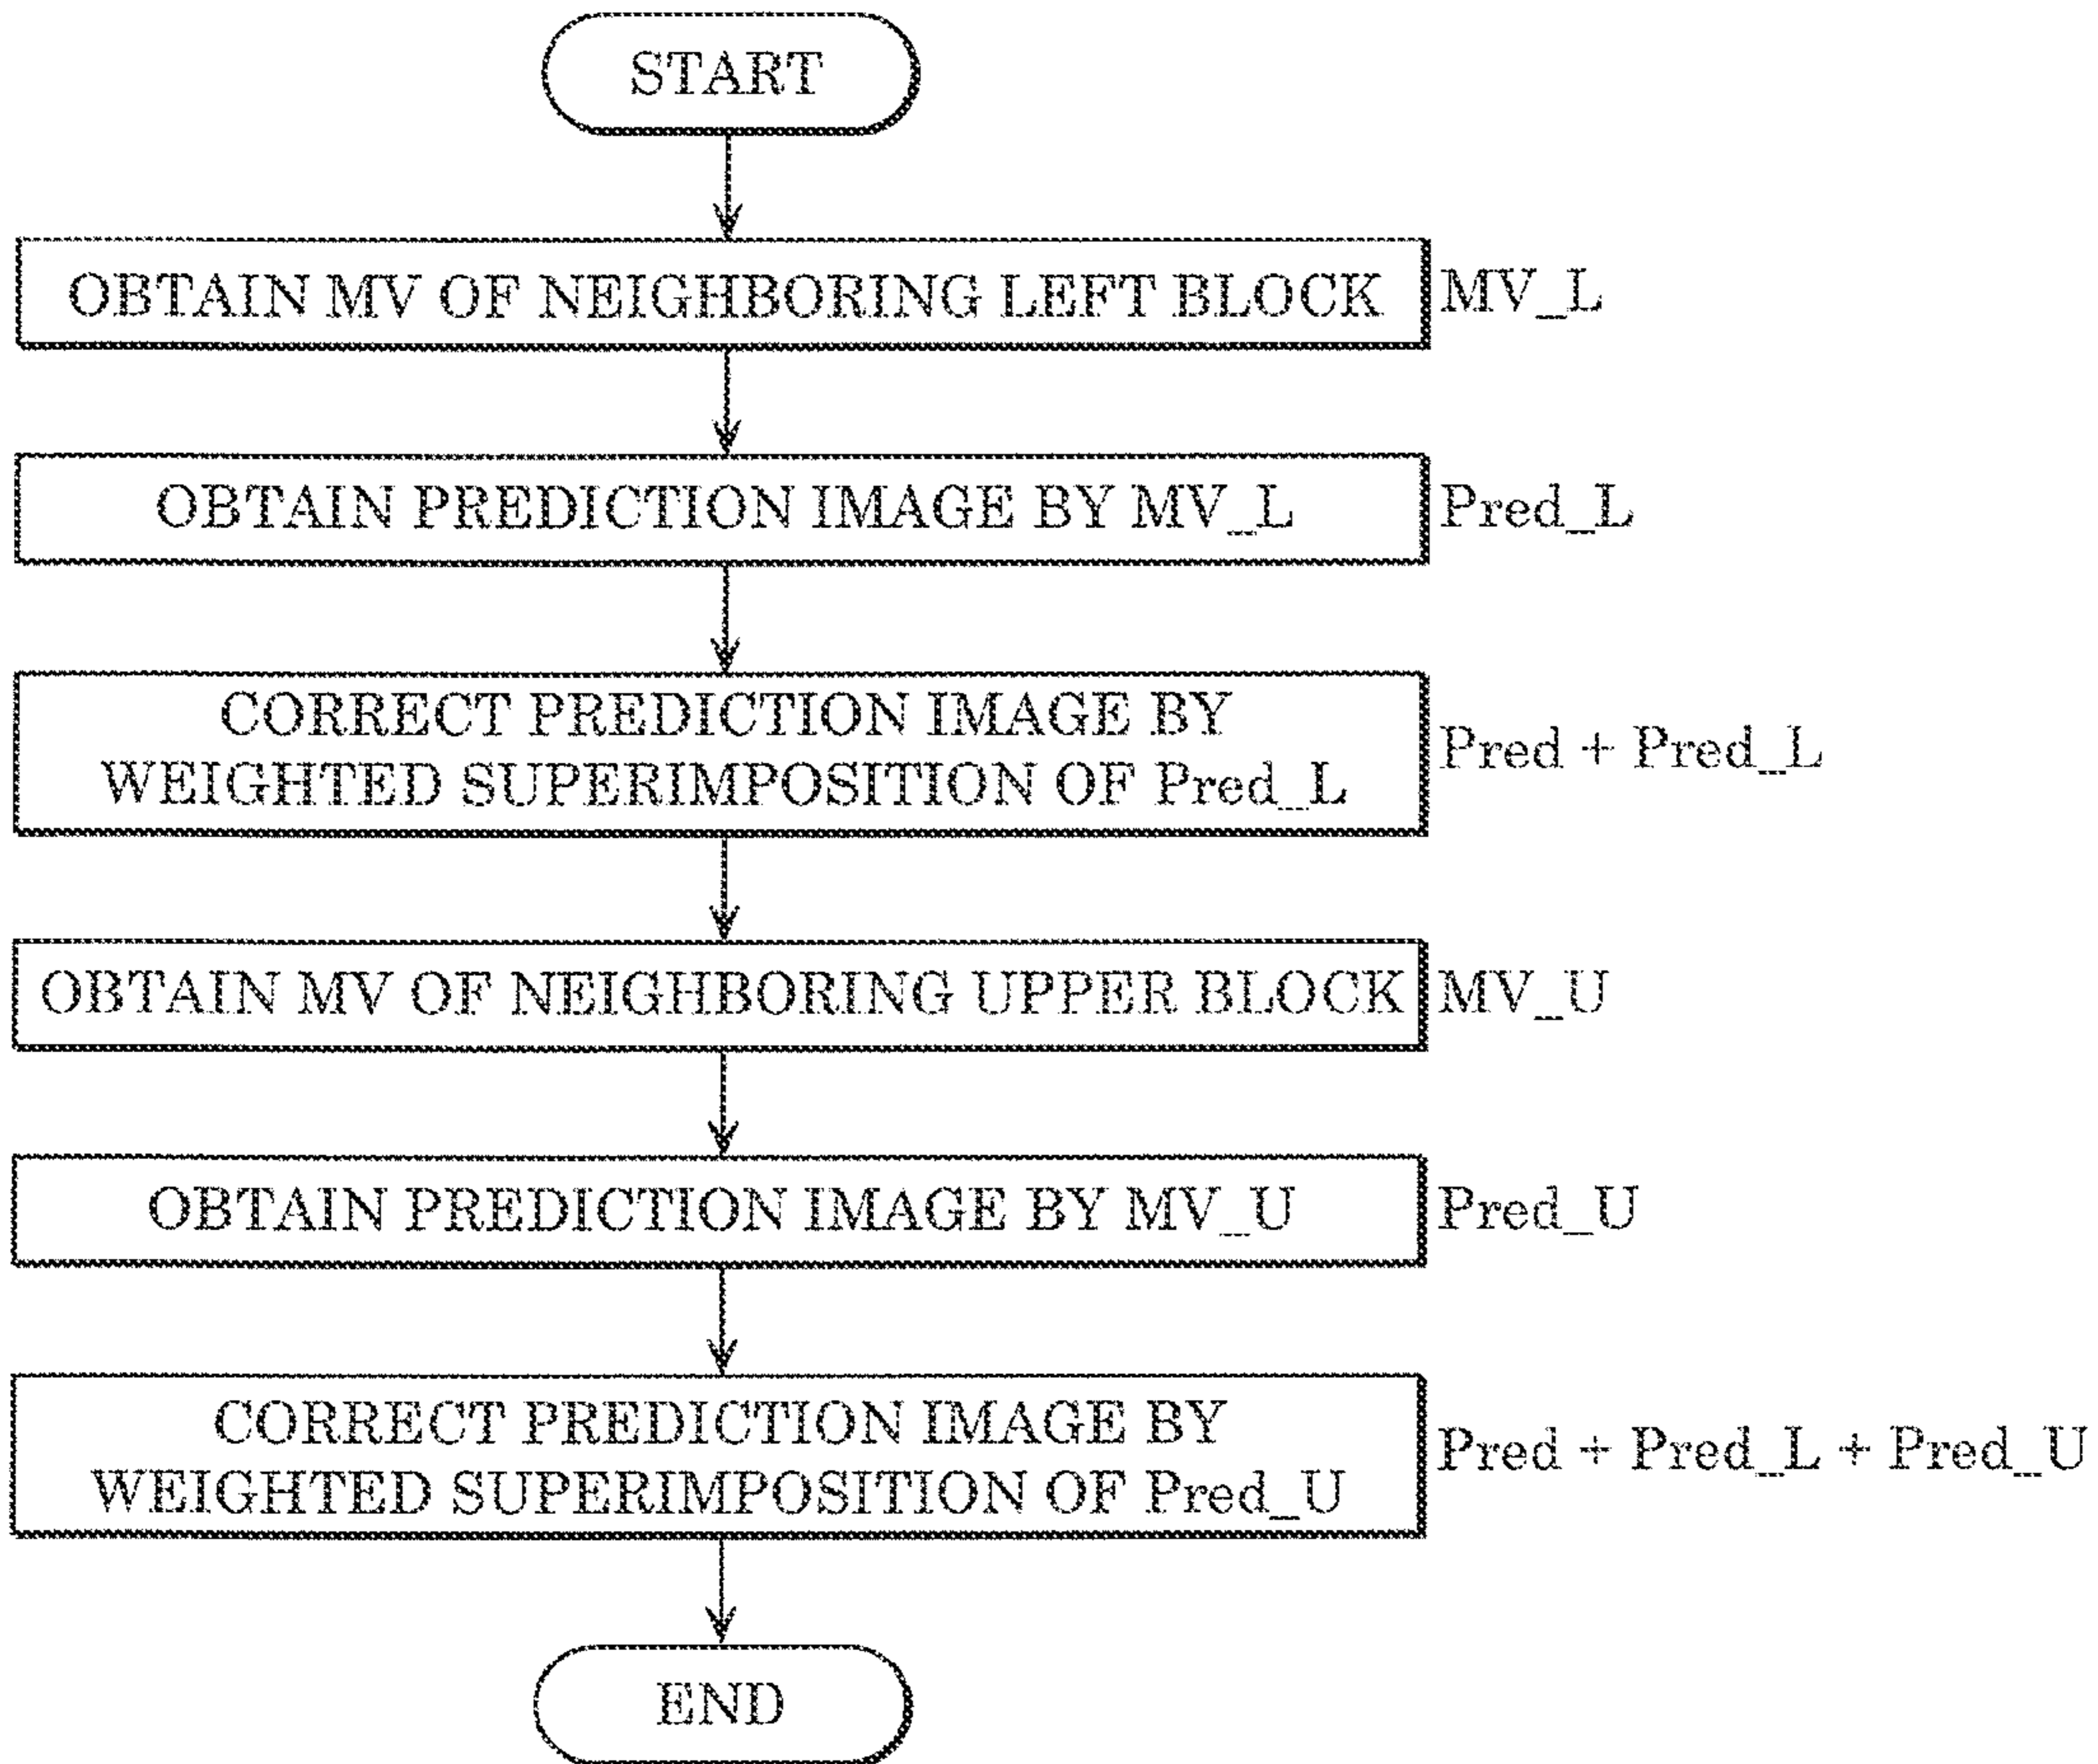 START
OBTAIN MV OF NEIGHBORING LEFT BLOCK
MV_L
OBTAIN PREDICTION IMAGE BY MV_L
Pred_L
CORRECT PREDICTION IMAGE BY
WEIGHTED SUPERIMPOSITION OF Pred_L
Pred + Pred_L
OBTAIN MV OF NEIGHBORING UPPER BLOCK
MV_U
OBTAIN PREDICTION IMAGE BY MV_U
Pred_U
CORRECT PREDICTION IMAGE BY
WEIGHTED SUPERIMPOSITION OF Pred_U
Pred + Pred_L + Pred_U
END